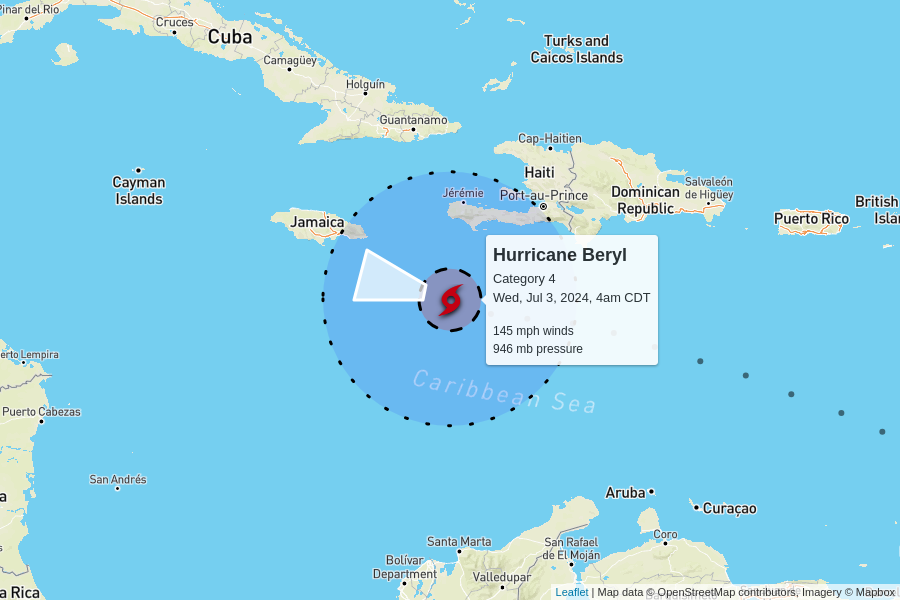 Pinar del Río
Cruces
Cuba
Camagüey
Holguín
Guantanamo
Turks and
Caicos Islands
Cap-Haitien
Haiti
Port-au-Prince
Dominican
Republic
Salvaleón
de Higüey
Puerto Rico
British
Cayman
Islands
Jamaica
Jérémie
Hurricane Beryl
Category 4
Wed, Jul 3, 2024, 4am CDT
145 mph winds
946 mb pressure
Caribbean Sea
erto Lempira
Puerto Cabezas
San Andrés
Aruba
Curaçao
Coro
Santa Marta
San Rafael
de El Moján
Bolívar
Department
Valledupar
a Rica
Leaflet | Map data © OpenStreetMap contributors, Imagery © Mapbox